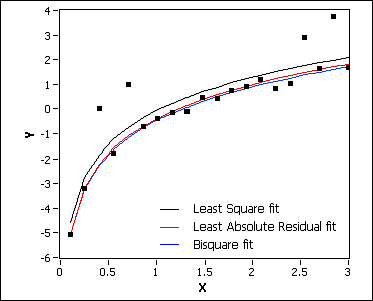 4
3
2
1
0
-1
-2
-3
-4
-5
-6
Y
Least Square fit
Least Absolute Residual fit
Bisquare fit
0 0.5 1 1.5 2 2.5 3
X